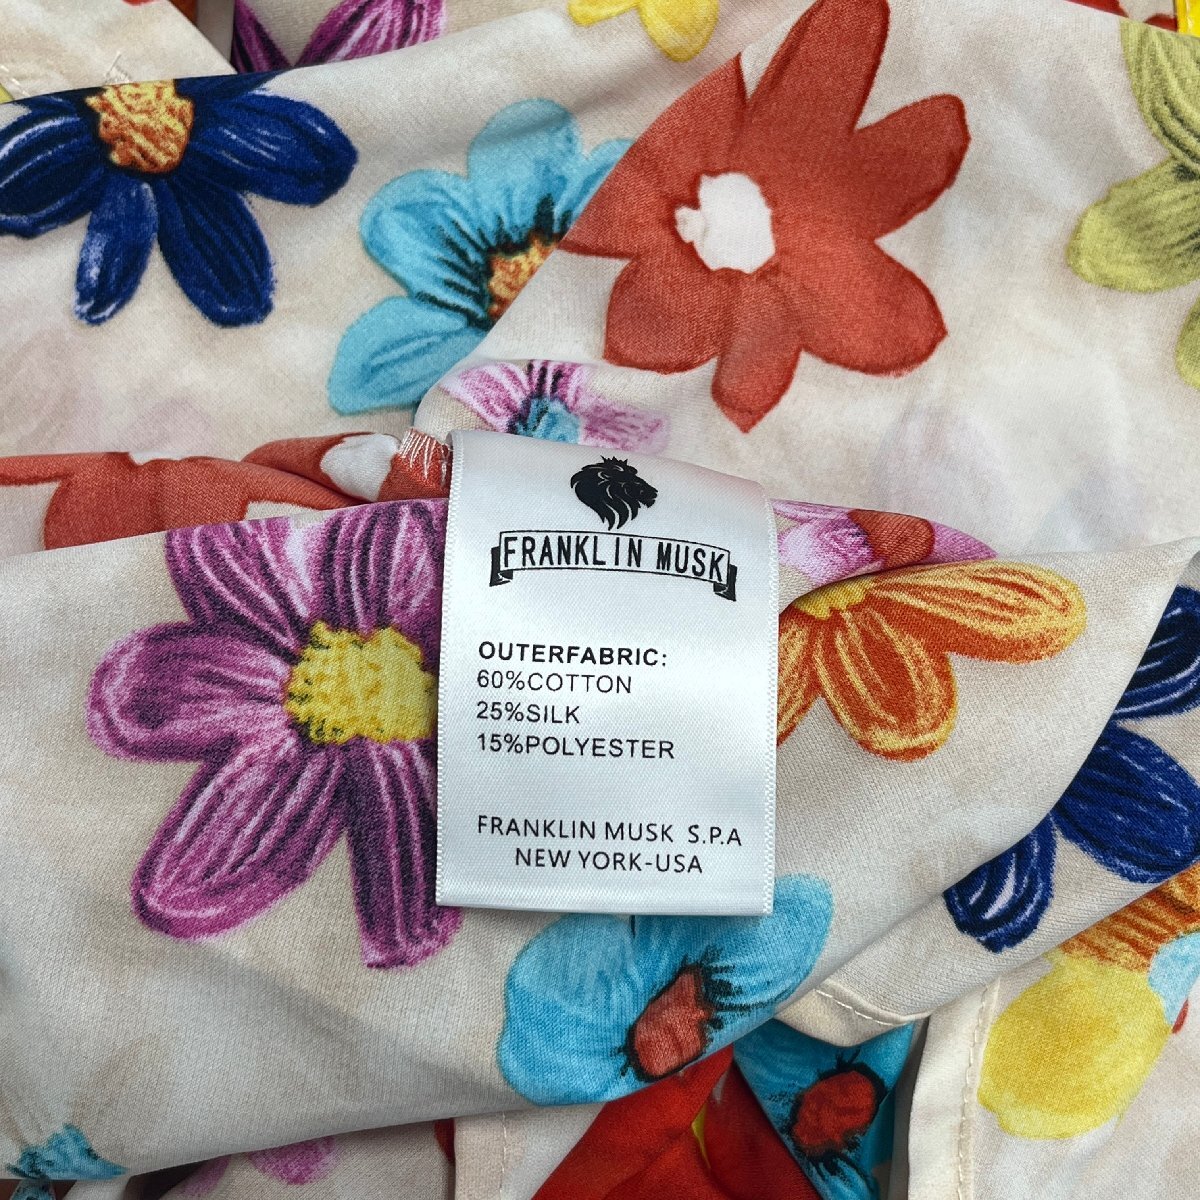 FRANKLIN MUSK
OUTERFABRIC:
60%COTTON
25%SILK
15%POLYESTER
FRANKLIN MUSK S.P.A
NEW YORK-USA